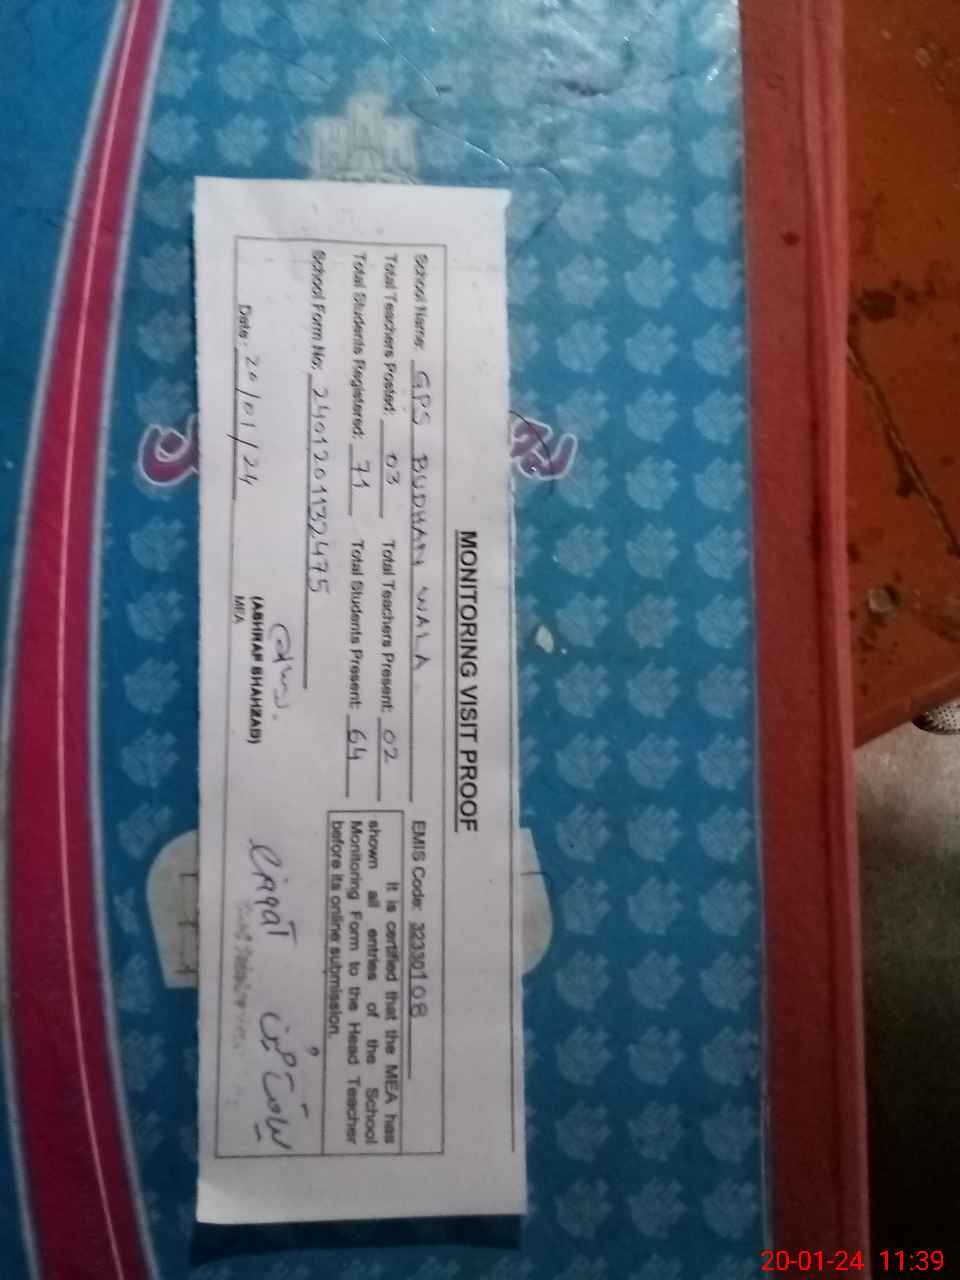 MONITORING VISIT PROOF
School Name: GPS BUDHAN WALA EMIS Code: 32330108
Total Teachers Posted: 03 Total Teachers Present: 02
Total Students Registered: 71 Total Students Present: 64
It is certified that the MEA has
shown all entries of the School
Monitoring Form to the Head Teacher
before its online submission.
School Form No: 2401201132475
(ASHRAF SHAHZAD)
MEA
Date: 20/01/24
20-01-24 11:39